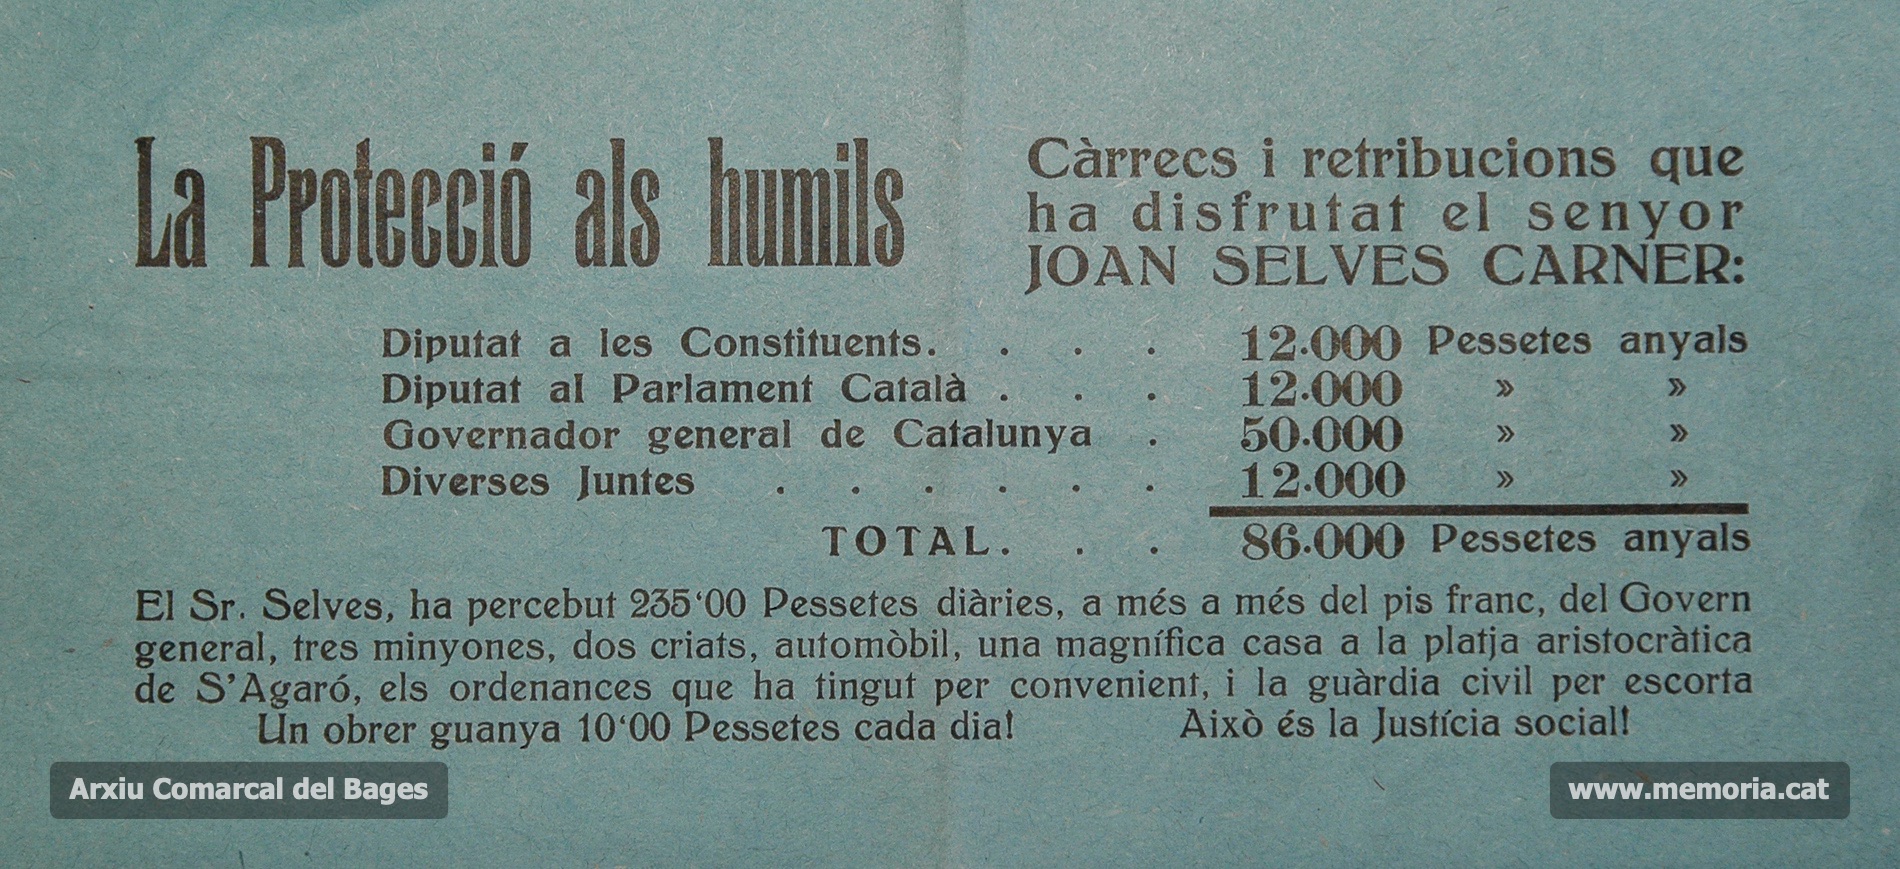 La Protecció als humils
Càrrecs i retribucions que
ha disfrutat el senyor
JOAN SELVES CARNER:
Diputat a les Constituents. . . . 12.000 Pessetes anyals
Diputat al Parlament Català . . . 12.000 » »
Governador general de Catalunya . 50.000 » »
Diverses Juntes . . . . . . 12.000 » »
TOTAL. . . 86.000 Pessetes anyals
El Sr. Selves, ha percebut 235‘00 Pessetes diàries, a més a més del pis franc, del Govern
general, tres minyones, dos criats, automòbil, una magnífica casa a la platja aristocràtica
de S’Agaró, els ordenances que ha tingut per convenient, i la guàrdia civil per escorta
Un obrer guanya 10‘00 Pessetes cada dia! Això és la Justícia social!
Arxiu Comarcal del Bages
www.memoria.cat